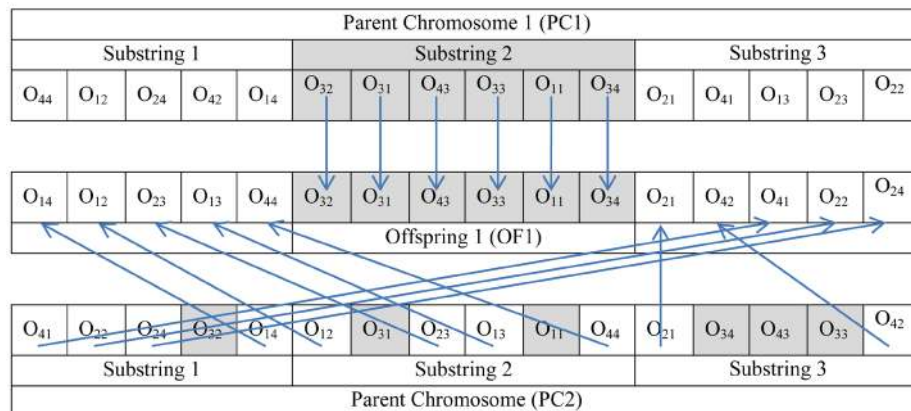 Parent Chromosome 1 (PC1)
Substring 1 Substring 2 Substring 3
O44 O12 O24 O42 O14 O32 O31 O43 O33 O11 O34 O21 O41 O13 O23 O22
O14 O12 O23 O13 O44 O32 O31 O43 O33 O11 O34 O21 O42 O41 O22 O24
Offspring 1 (OF1)
O41 O22 O24 O32 O14 O12 O31 O23 O13 O11 O44 O21 O34 O43 O33 O42
Substring 1 Substring 2 Substring 3
Parent Chromosome (PC2)